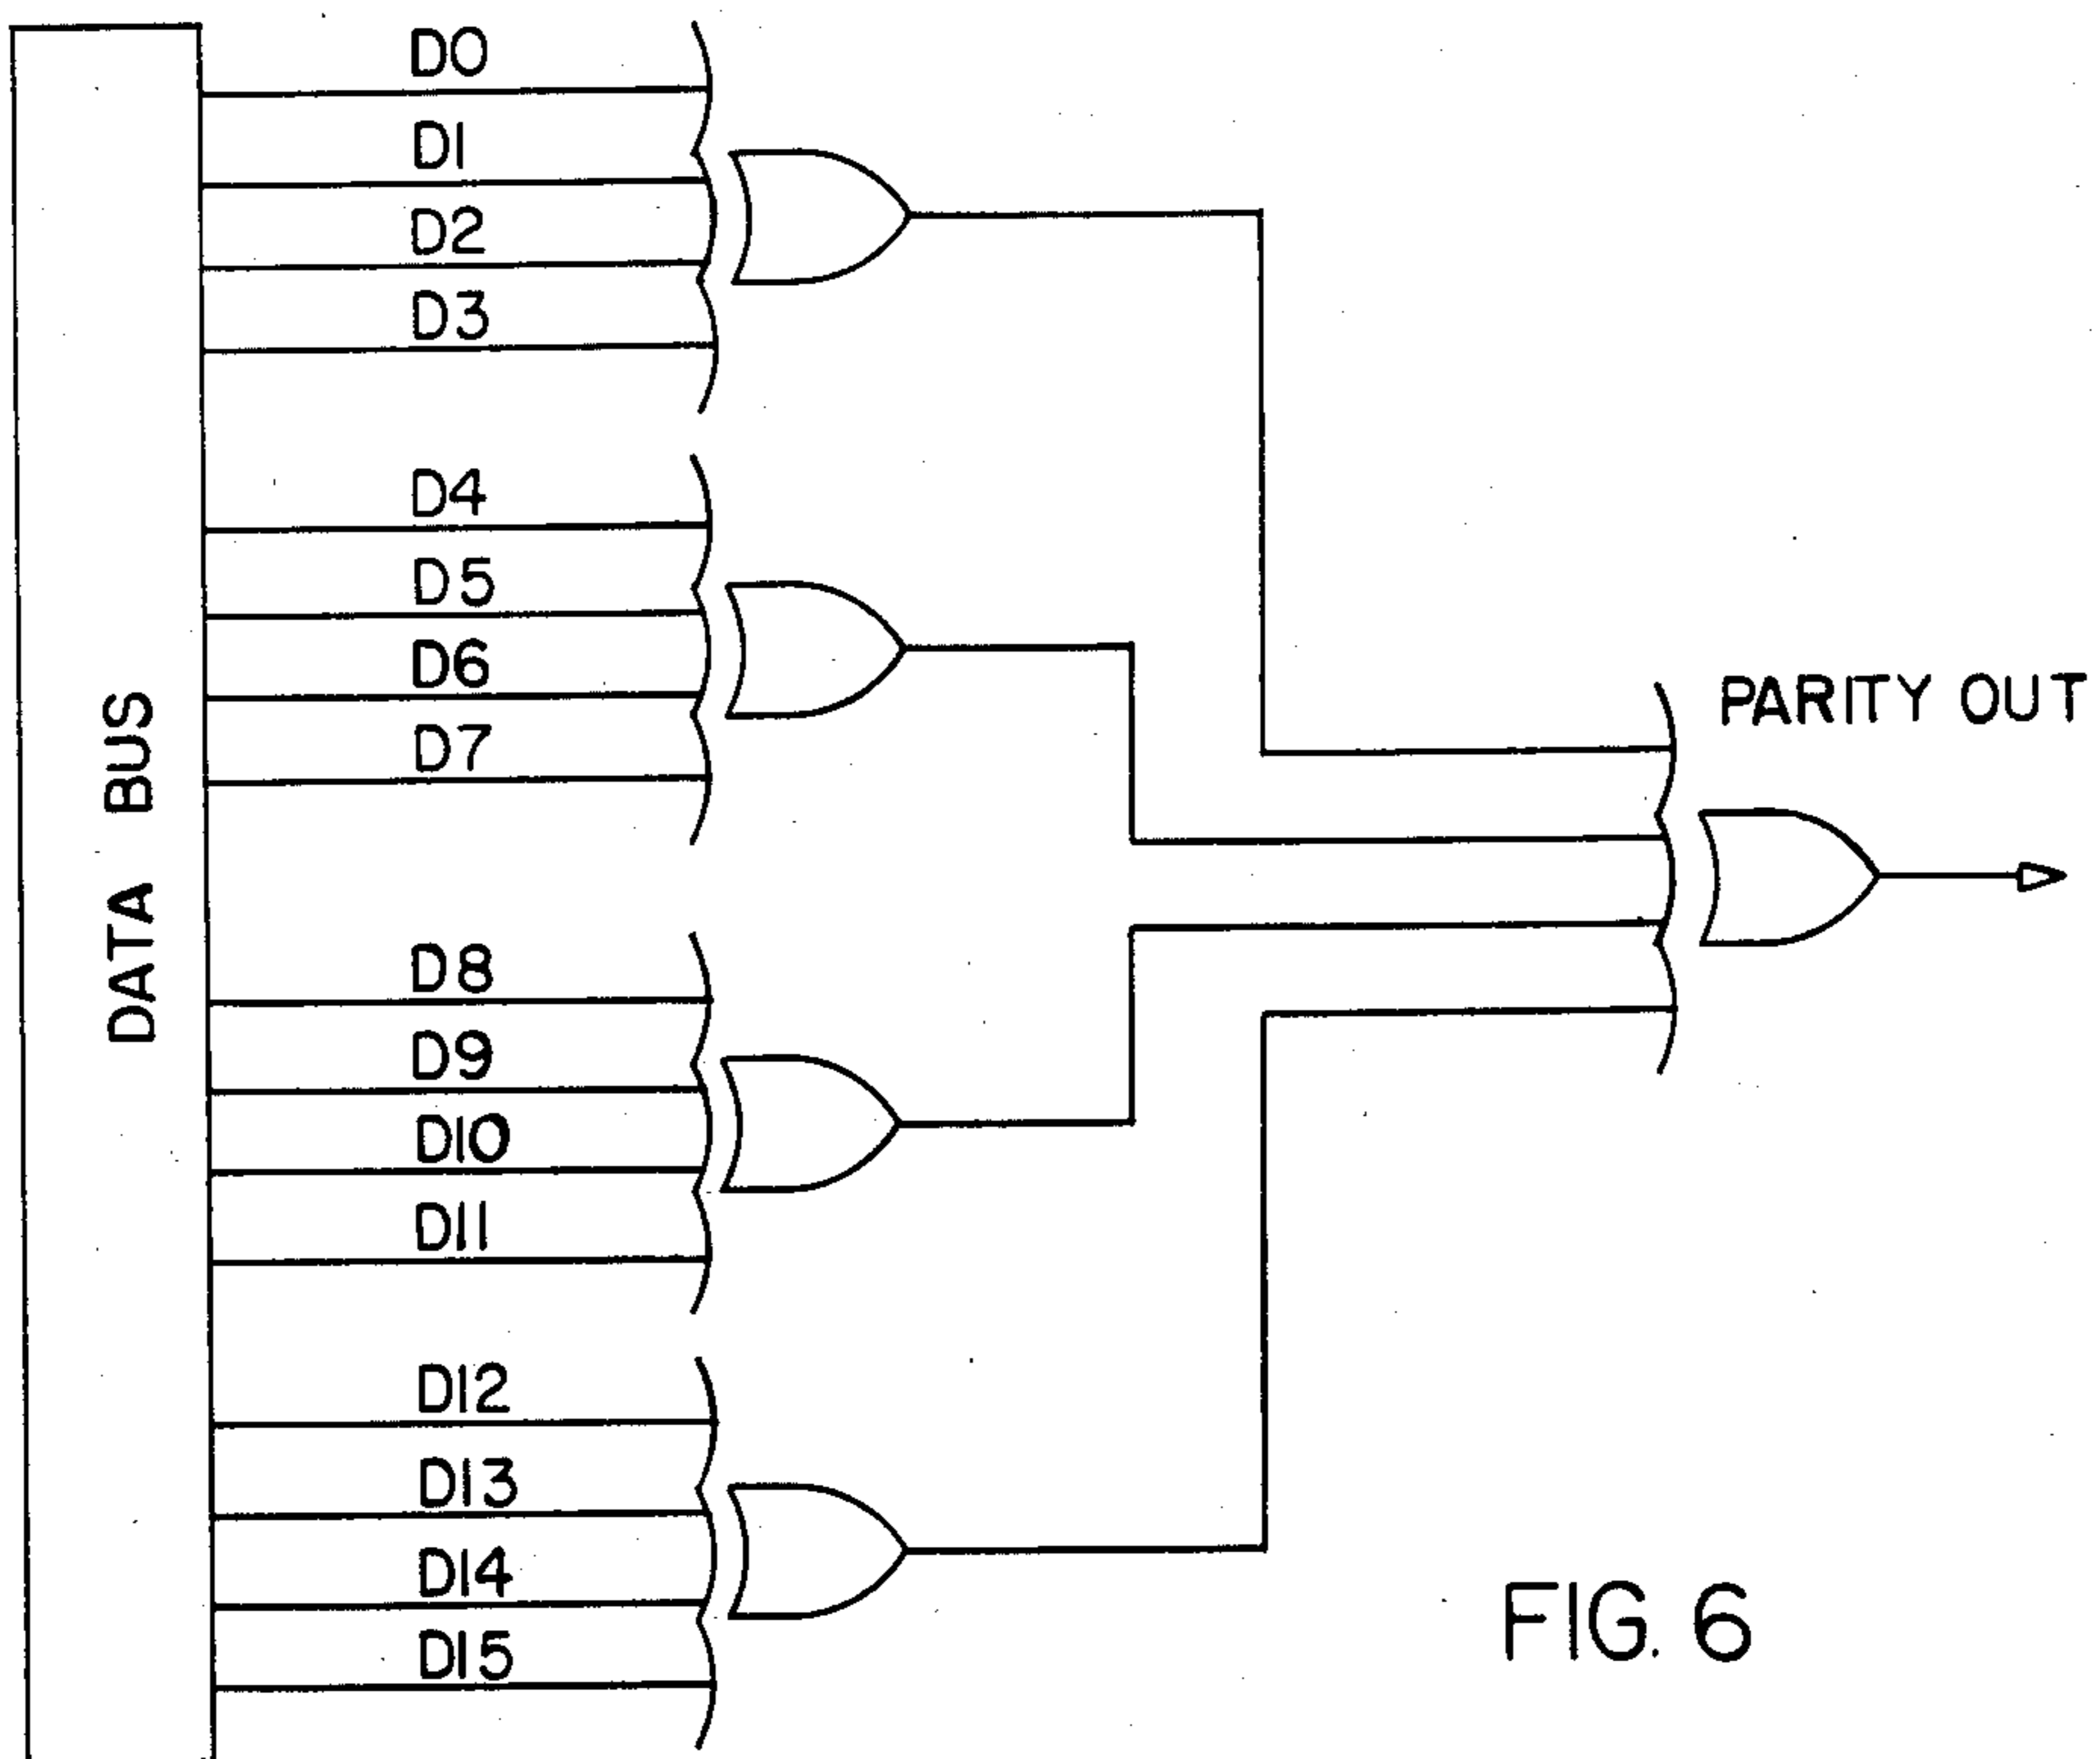 D0
D1
D2
D3
D4
D5
D6
D7
DATA BUS
PARITY OUT
D8
D9
D10
D11
D12
D13
D14
D15
FIG. 6